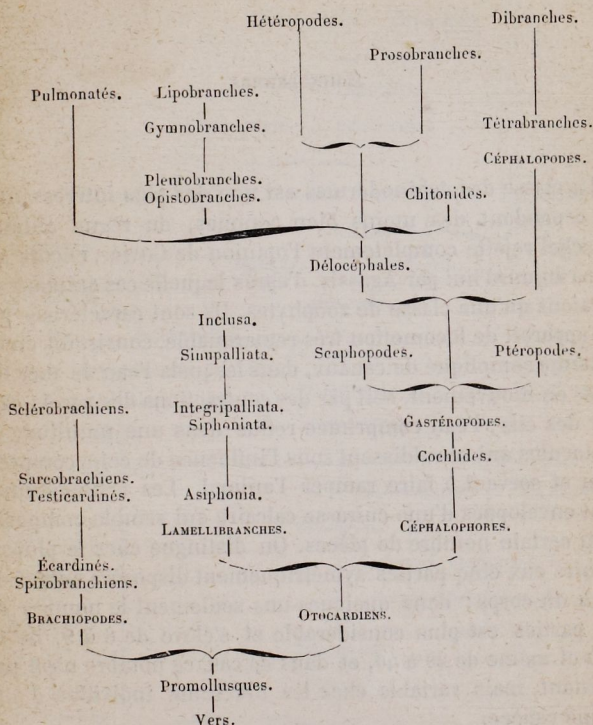 Hétéropodes.
Dibranches.
Prosobranches.
Pulmonatés.
Lipobranches.
Gymnobranches.
Tétrabranches.
CÉPHALOPODES.
Pleurobranches.
Opistobranches.
Chitonides.
Délocéphales.
Inclusa.
Sinupalliata.
Scaphopodes.
Ptéropodes.
Sclérobrachiens.
Integripalliata.
Siphoniata.
GASTÉROPODES.
Cochlides.
Sarcobrachiens.
Testicardinés.
Asiphonia.
LAMELLIBRANCHES.
CÉPHALOPHORES.
Écardinés.
Spirobranchiens.
BRACHIOPODES.
OTOCARDIENS.
Promollusques.
Vers.